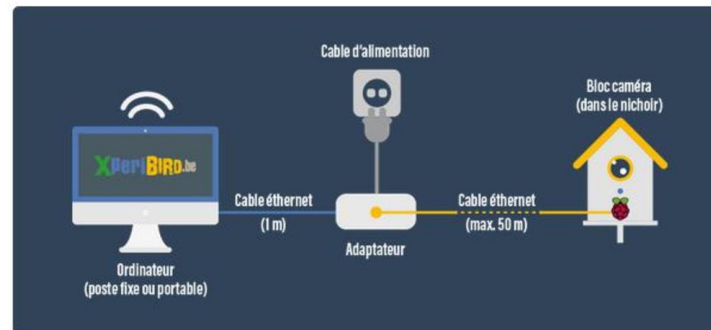 Cable d'alimentation
Bloc caméra
(dans le nichoir)
XperiBIRD.be
Cable éthernet
(1 m)
Cable éthernet
(max. 50 m)
Adaptateur
Ordinateur
(poste fixe ou portable)